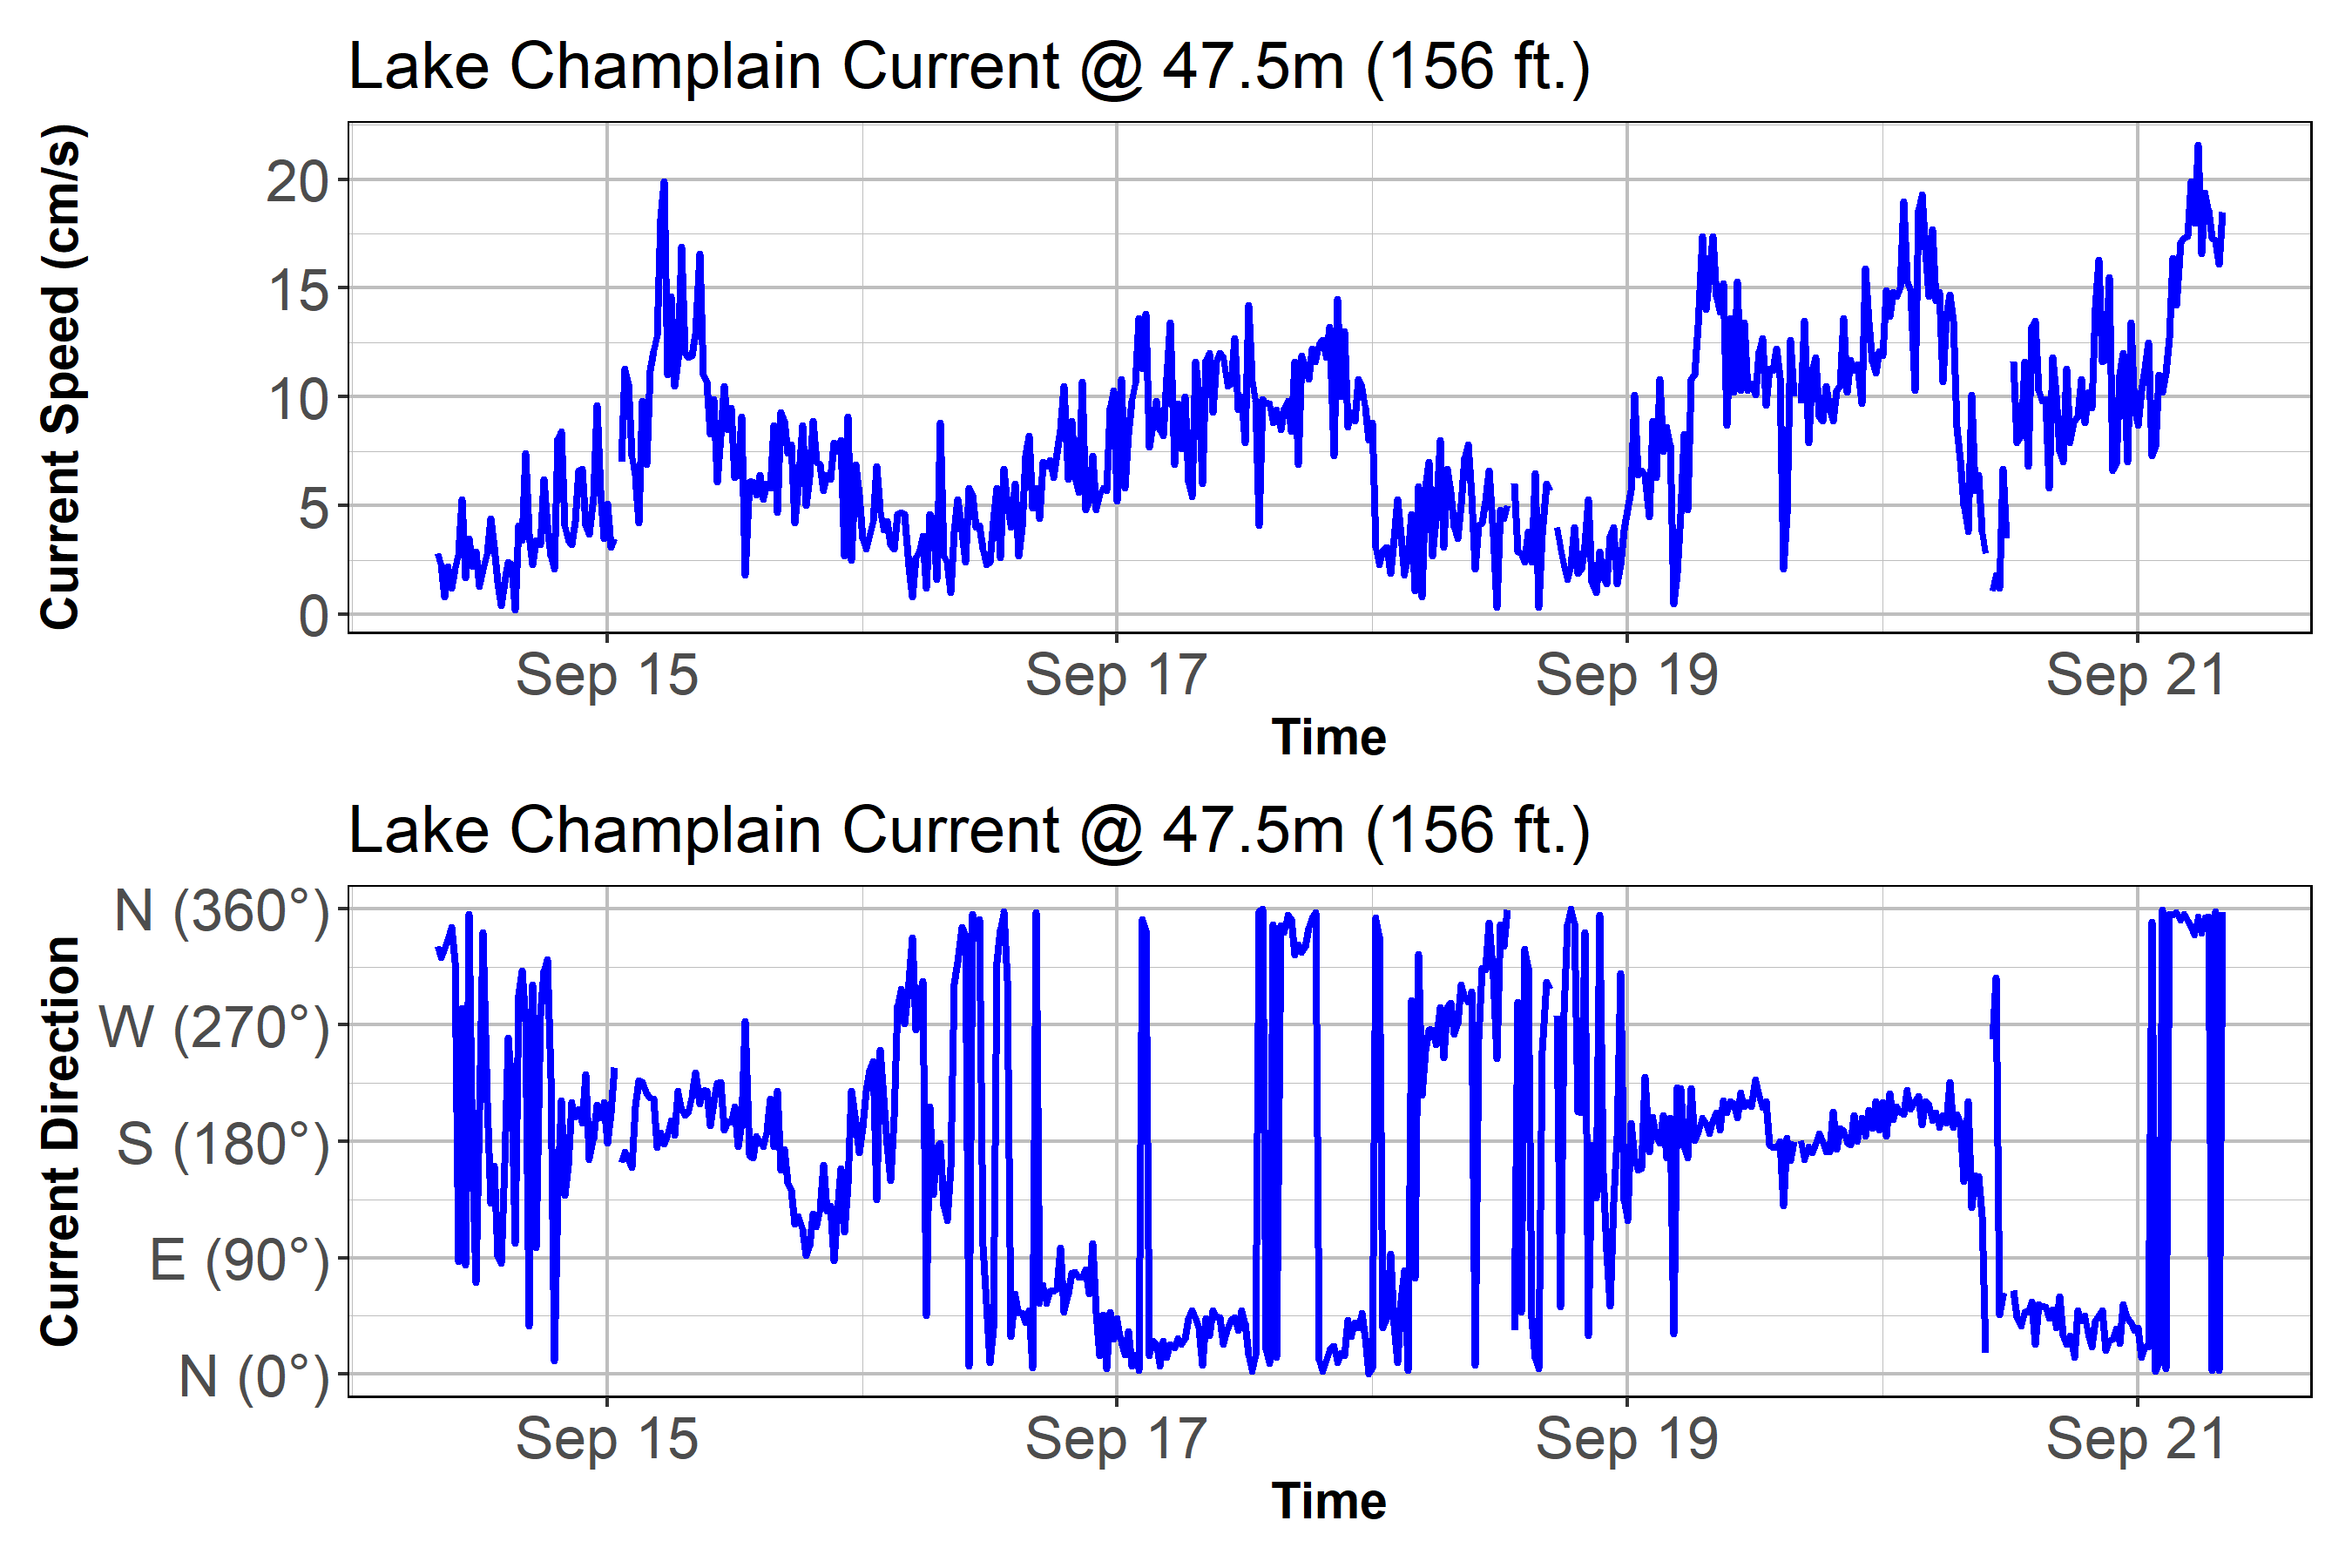 Lake Champlain Current @ 47.5m (156 ft.)
Current Speed (cm/s)
20
15
10
5
0
Sep 15 Sep 17 Sep 19 Sep 21
Time
Lake Champlain Current @ 47.5m (156 ft.)
Current Direction
N (360°)
W (270°)
S (180°)
E (90°)
N (0°)
Sep 15 Sep 17 Sep 19 Sep 21
Time